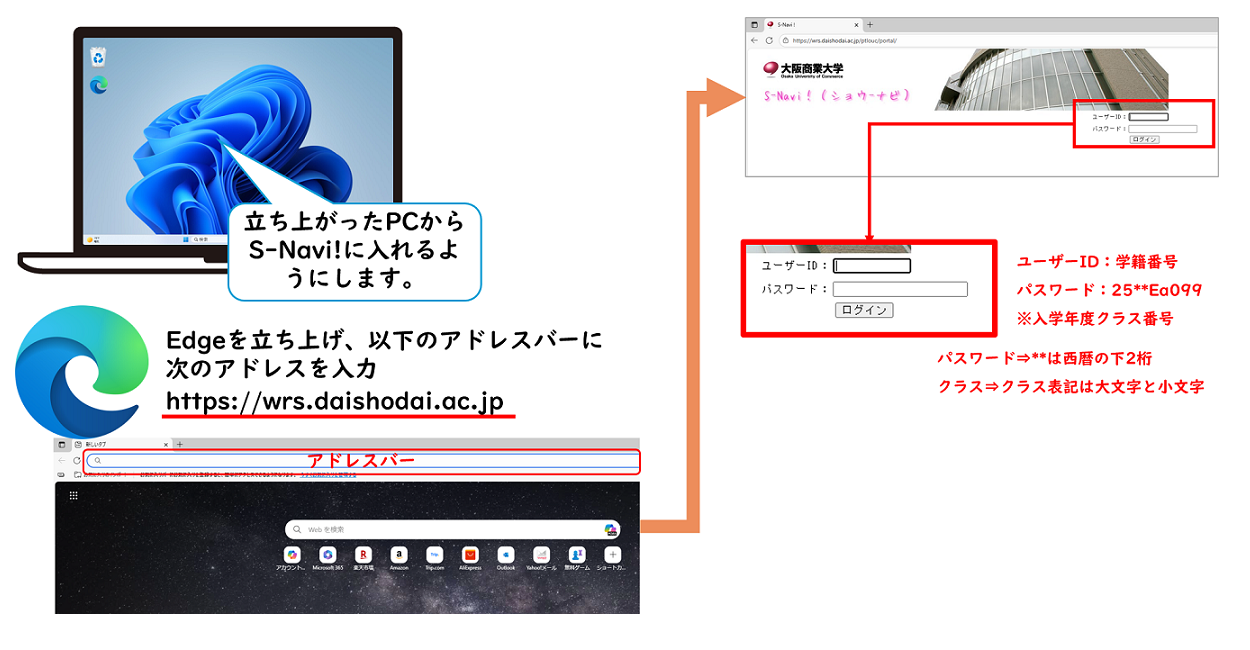 立ち上がったPCから
S-Navi!に入れるよ
うにします。
Edgeを立ち上げ、以下のアドレスバーに
次のアドレスを入力
https://wrs.daishodai.ac.jp
新しいタブ
アドレスバー
Web を検索
アカウント...
Microsoft 365
楽天市場
Amazon
Trip.com
AliExpress
Outlook
Yahoo!メール
無料ゲーム
ショートカ...
S-Navi!
https://wrs.daishodai.ac.jp/ptlouc/portal/
大阪商業大学
Osaka University of Commerce
S-Navi!(ショウ-ナビ)
ユーザーID:
パスワード:
ログイン
ユーザーID:
パスワード:
ログイン
ユーザーID:学籍番号
パスワード:25**Ea099
※入学年度クラス番号
パスワード⇒**は西暦の下2桁
クラス⇒クラス表記は大文字と小文字